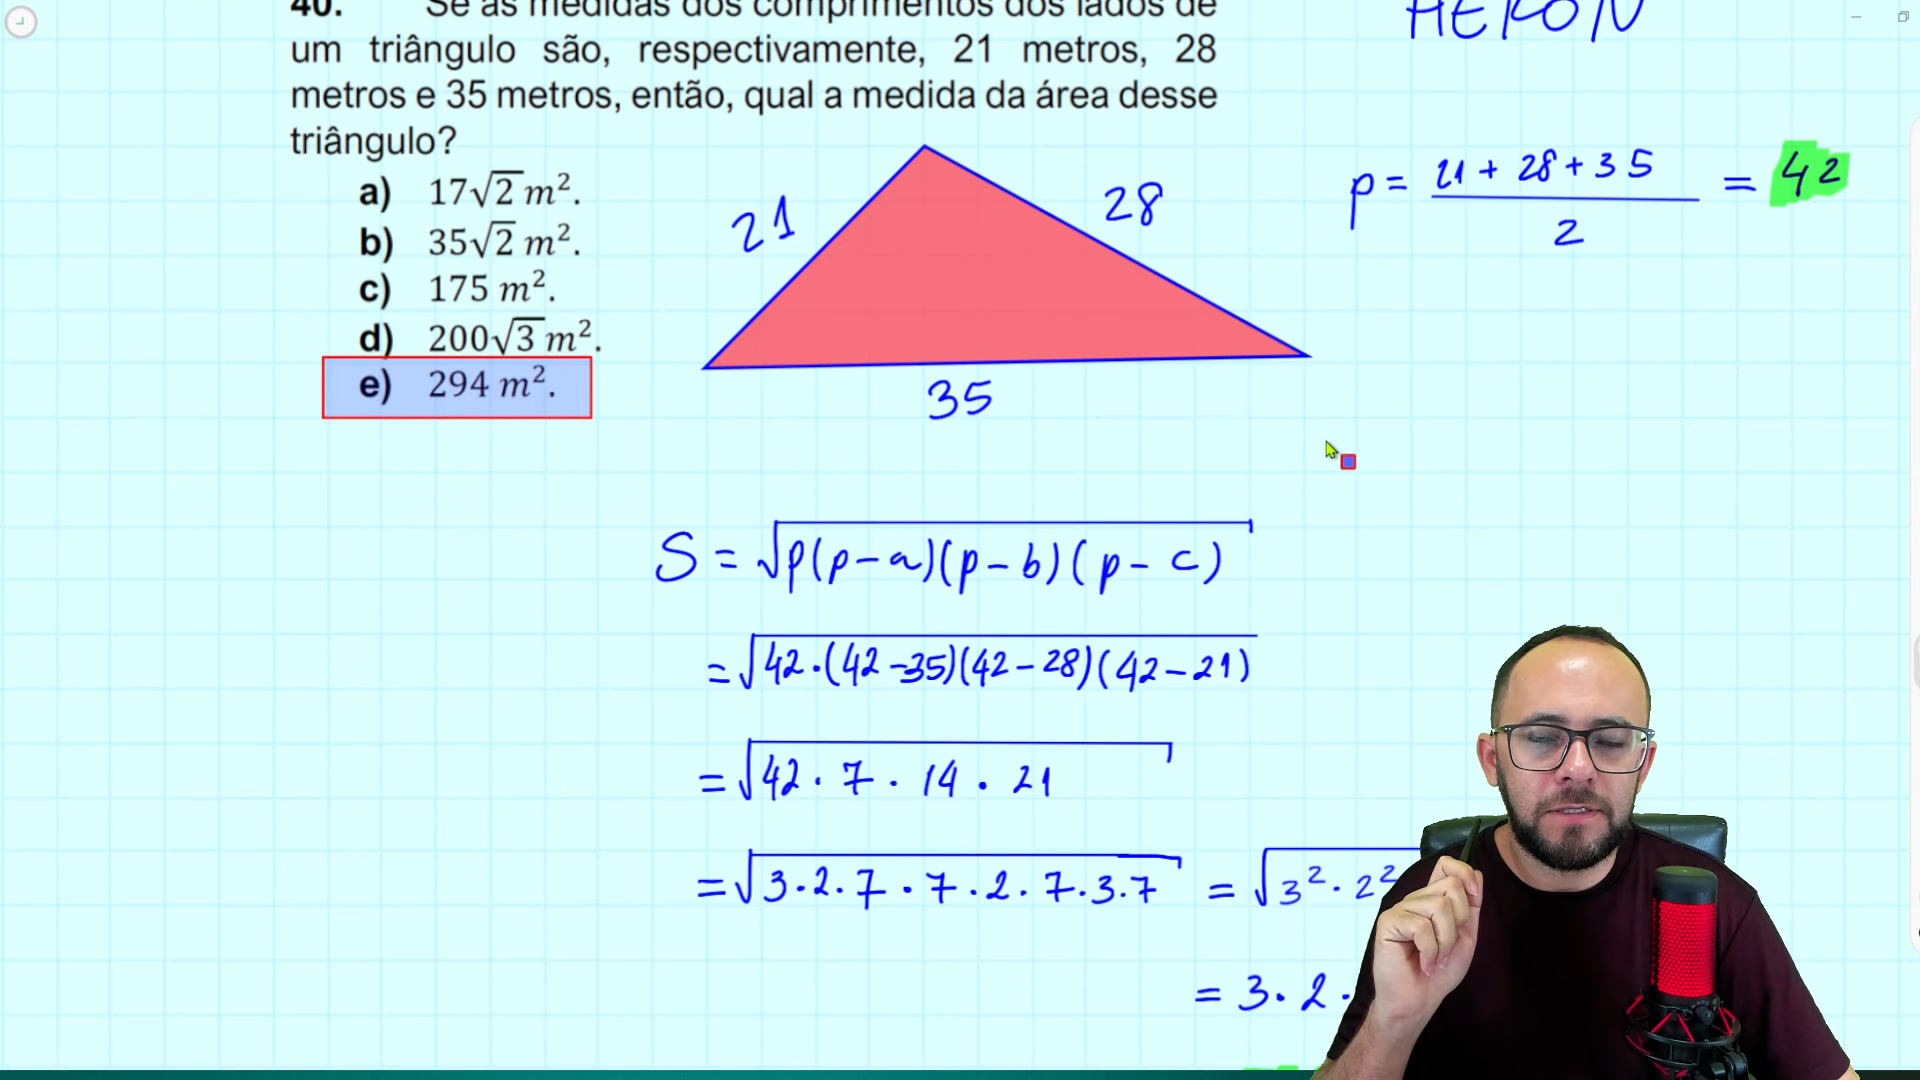 40. Se as medidas dos comprimentos dos lados de
um triângulo são, respectivamente, 21 metros, 28
metros e 35 metros, então, qual a medida da área desse
triângulo?
a) 17√2 m².
b) 35√2 m².
c) 175 m².
d) 200√3 m².
e) 294 m².
HERON
21
28
35
p = (21 + 28 + 35)/2 = 42
S = √p(p-a)(p-b)(p-c)
= √42·(42-35)(42-28)(42-21)
= √42·7·14·21
= √3·2·7·7·2·7·3·7 = √3²·2²
= 3·2·